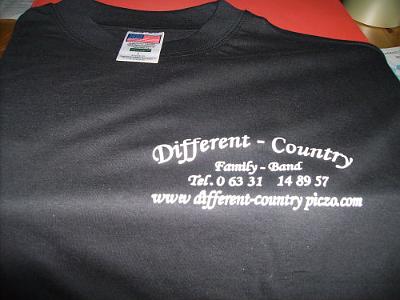 Different - Country
Family - Band
Tel. 0 63 31 14 89 57
www different-country piczo.com